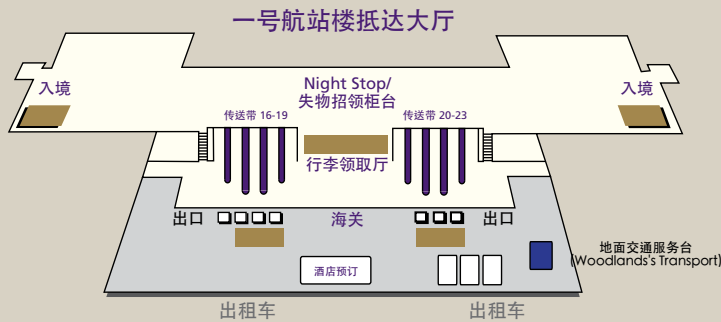 一号航站楼抵达大厅
Night Stop/
失物招领柜台
入境
入境
传送带 16-19
传送带 20-23
行李领取厅
出口
海关
出口
酒店预订
地面交通服务台
(Woodlands's Transport)
出租车
出租车